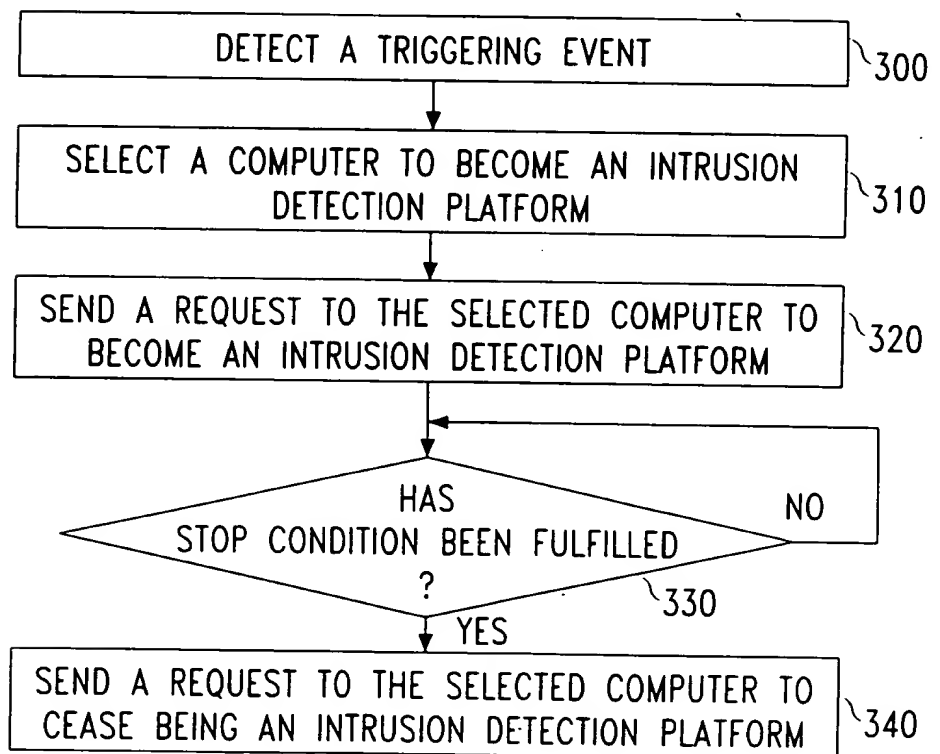 DETECT A TRIGGERING EVENT
300
SELECT A COMPUTER TO BECOME AN INTRUSION
DETECTION PLATFORM
310
SEND A REQUEST TO THE SELECTED COMPUTER TO
BECOME AN INTRUSION DETECTION PLATFORM
320
HAS
STOP CONDITION BEEN FULFILLED
?
NO
330
YES
SEND A REQUEST TO THE SELECTED COMPUTER TO
CEASE BEING AN INTRUSION DETECTION PLATFORM
340